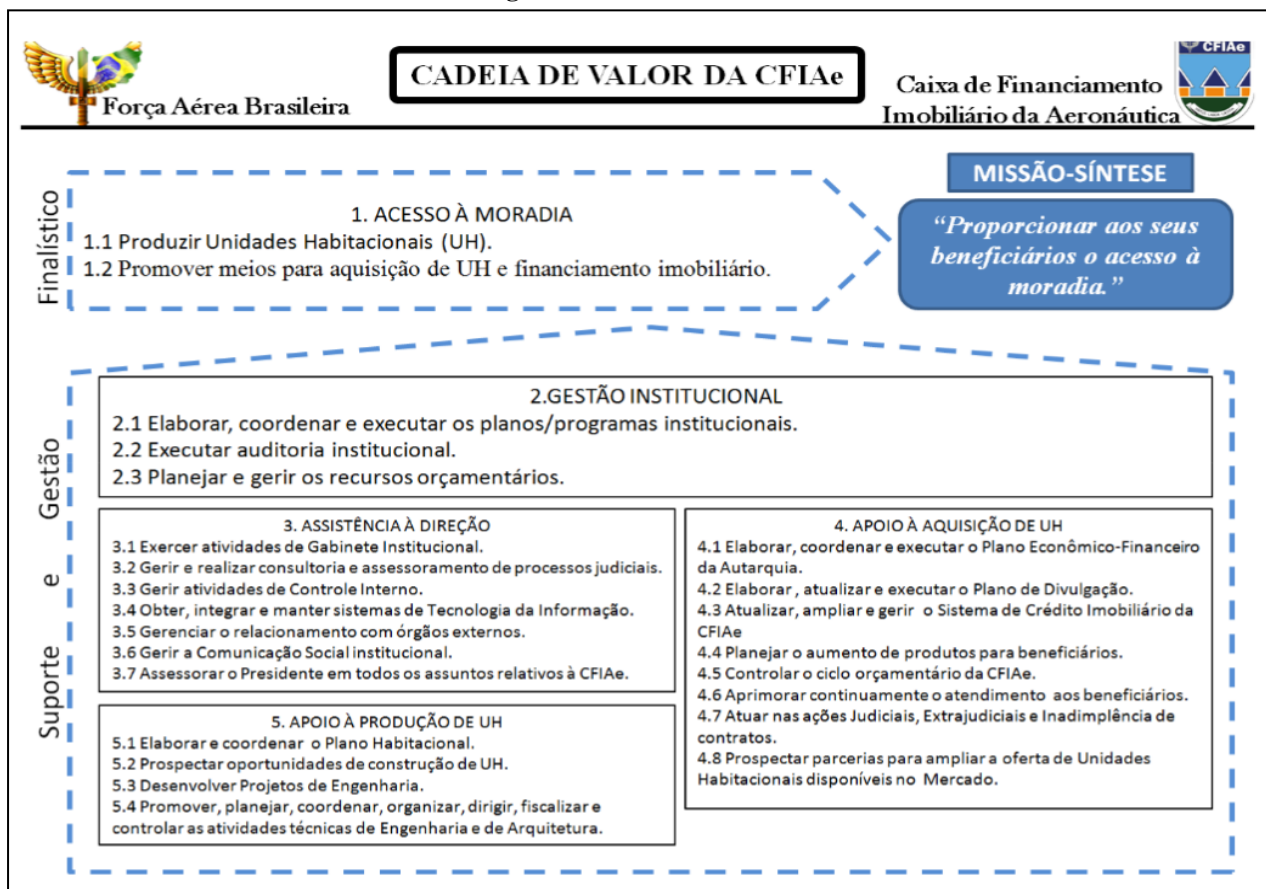 CADEIA DE VALOR DA CFIAe
Força Aérea Brasileira
Caixa de Financiamento
Imobiliário da Aeronáutica
CFIAe
Finalístico
1. ACESSO À MORADIA
1.1 Produzir Unidades Habitacionais (UH).
1.2 Promover meios para aquisição de UH e financiamento imobiliário.
MISSÃO-SÍNTESE
“Proporcionar aos seus
beneficiários o acesso à
moradia.”
Suporte e Gestão
2.GESTÃO INSTITUCIONAL
2.1 Elaborar, coordenar e executar os planos/programas institucionais.
2.2 Executar auditoria institucional.
2.3 Planejar e gerir os recursos orçamentários.
3. ASSISTÊNCIA À DIREÇÃO
3.1 Exercer atividades de Gabinete Institucional.
3.2 Gerir e realizar consultoria e assessoramento de processos judiciais.
3.3 Gerir atividades de Controle Interno.
3.4 Obter, integrar e manter sistemas de Tecnologia da Informação.
3.5 Gerenciar o relacionamento com órgãos externos.
3.6 Gerir a Comunicação Social institucional.
3.7 Assessorar o Presidente em todos os assuntos relativos à CFIAe.
4. APOIO À AQUISIÇÃO DE UH
4.1 Elaborar, coordenar e executar o Plano Econômico-Financeiro
da Autarquia.
4.2 Elaborar , atualizar e executar o Plano de Divulgação.
4.3 Atualizar, ampliar e gerir o Sistema de Crédito Imobiliário da
CFIAe
4.4 Planejar o aumento de produtos para beneficiários.
4.5 Controlar o ciclo orçamentário da CFIAe.
4.6 Aprimorar continuamente o atendimento aos beneficiários.
4.7 Atuar nas ações Judiciais, Extrajudiciais e Inadimplência de
contratos.
4.8 Prospectar parcerias para ampliar a oferta de Unidades
Habitacionais disponíveis no Mercado.
5. APOIO À PRODUÇÃO DE UH
5.1 Elaborar e coordenar o Plano Habitacional.
5.2 Prospectar oportunidades de construção de UH.
5.3 Desenvolver Projetos de Engenharia.
5.4 Promover, planejar, coordenar, organizar, dirigir, fiscalizar e
controlar as atividades técnicas de Engenharia e de Arquitetura.